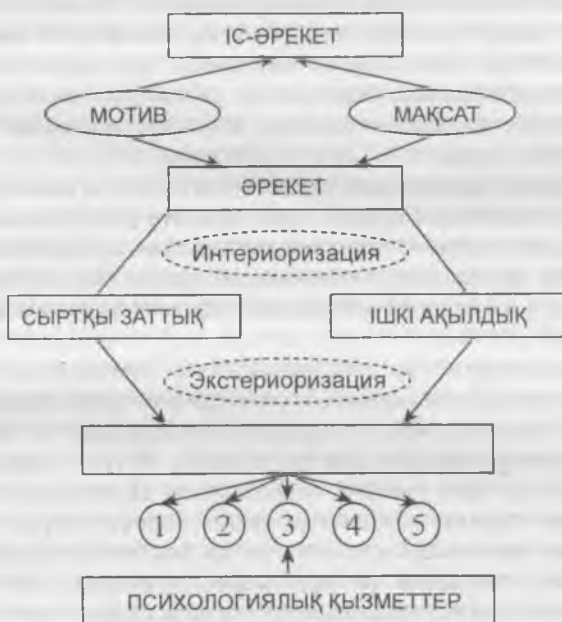 ІС-ӘРЕКЕТ
МОТИВ
МАҚСАТ
ӘРЕКЕТ
Интериоризация
СЫРТҚЫ ЗАТТЫҚ
ІШКІ АҚЫЛДЫҚ
Экстериоризация
1 2 3 4 5
ПСИХОЛОГИЯЛЫҚ ҚЫЗМЕТТЕР